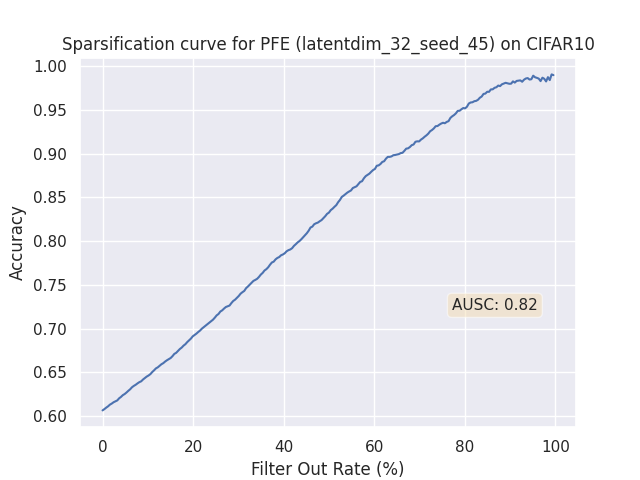 Sparsification curve for PFE (latentdim_32_seed_45) on CIFAR10
1.00
0.95
0.90
0.85
0.80
0.75
0.70
0.65
0.60
Accuracy
AUSC: 0.82
0 20 40 60 80 100
Filter Out Rate (%)